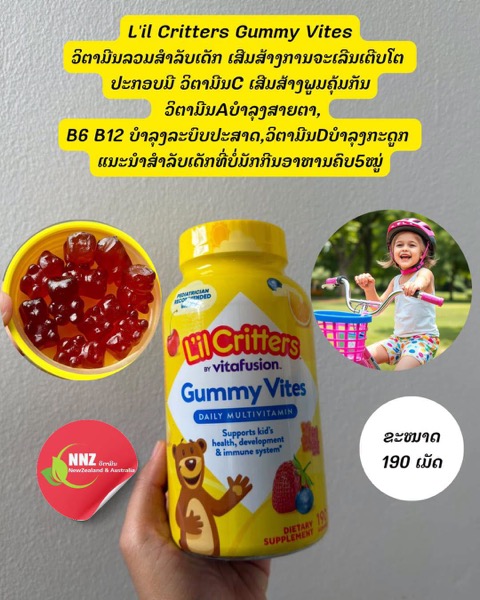 L'il Critters Gummy Vites
ວິຕາມີນລວມສຳລັບເດັກ ເສີມສ້າງການຈະເລີນເຕີບໂຕ
ປະກອບມີ ວິຕາມີນC ເສີມສ້າງພູມຄຸ້ມກັນ
ວິຕາມີນAບຳລຸງສາຍຕາ,
B6 B12 ບຳລຸງລະບົບປະສາດ,ວິຕາມີນDບຳລຸງກະດູກ
ແນະນຳສຳລັບເດັກທີ່ບໍ່ມັກກິນອາຫານຄົບ5ໝູ່
PEDIATRICIAN
RECOMMENDED
L'il Critters
BY vitafusion
Gummy Vites
DAILY MULTIVITAMIN
Supports kid's
health, development
& immune system*
DIETARY
SUPPLEMENT
190
NNZ ວິຕາມິນ
NewZealand & Australia
ຂະໜາດ
190 ເມັດ